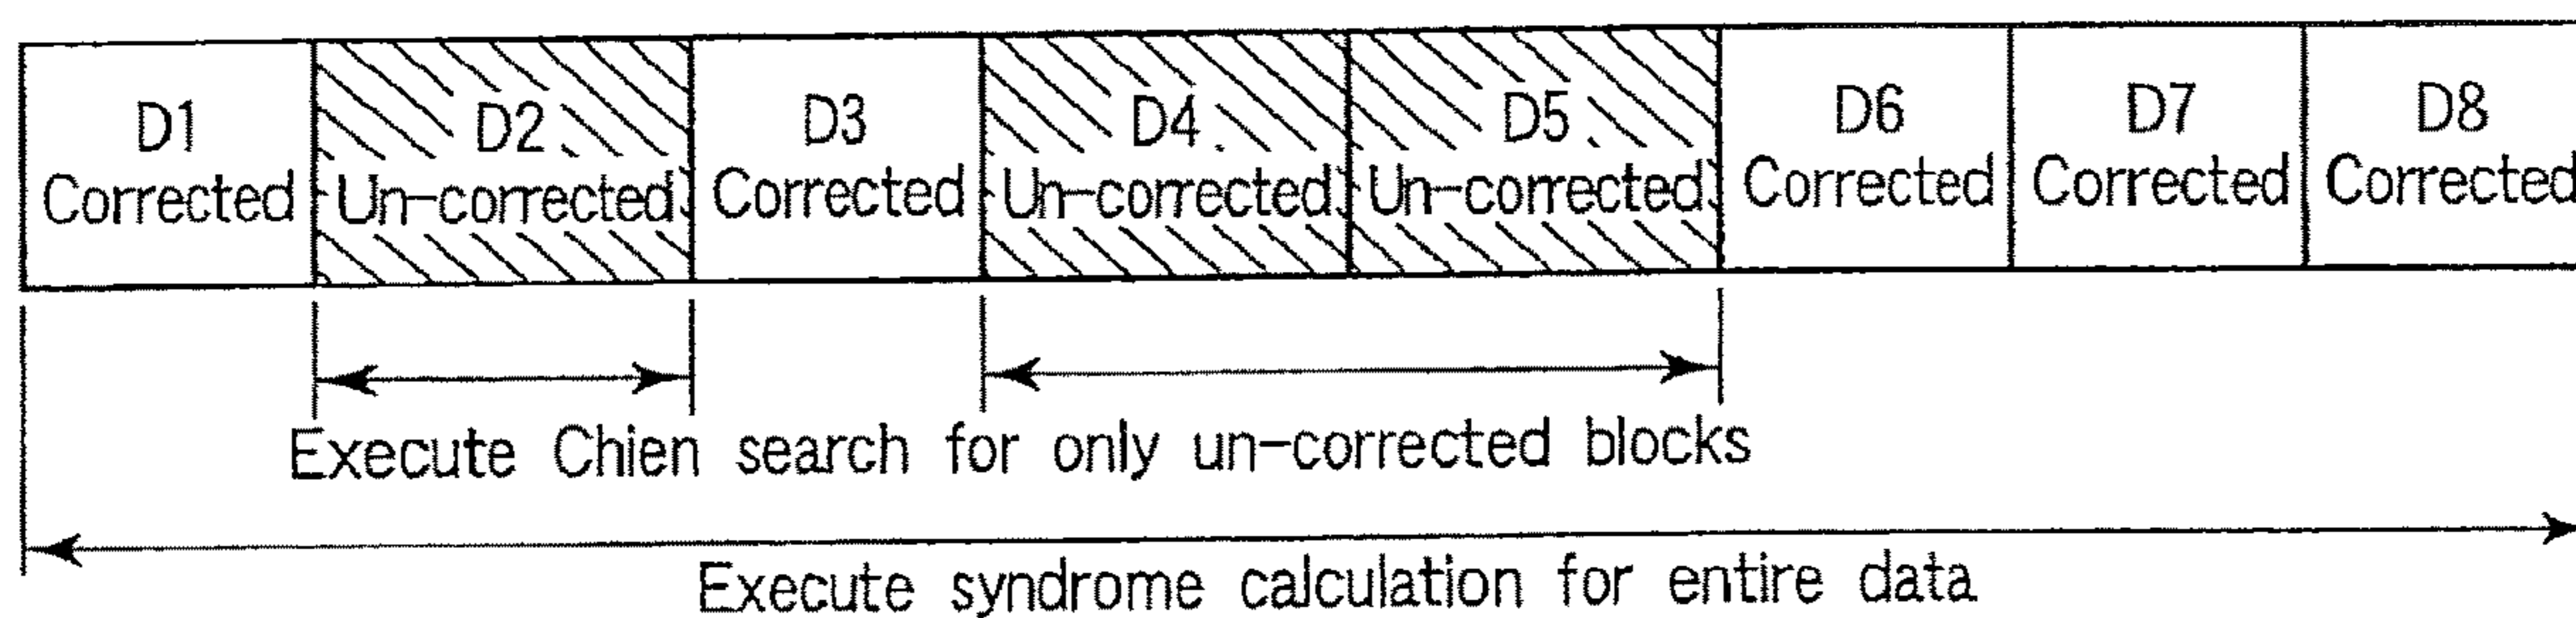 D1
Corrected
D2
Un-corrected
D3
Corrected
D4
Un-corrected
D5
Un-corrected
D6
Corrected
D7
Corrected
D8
Corrected
Execute Chien search for only un-corrected blocks
Execute syndrome calculation for entire data